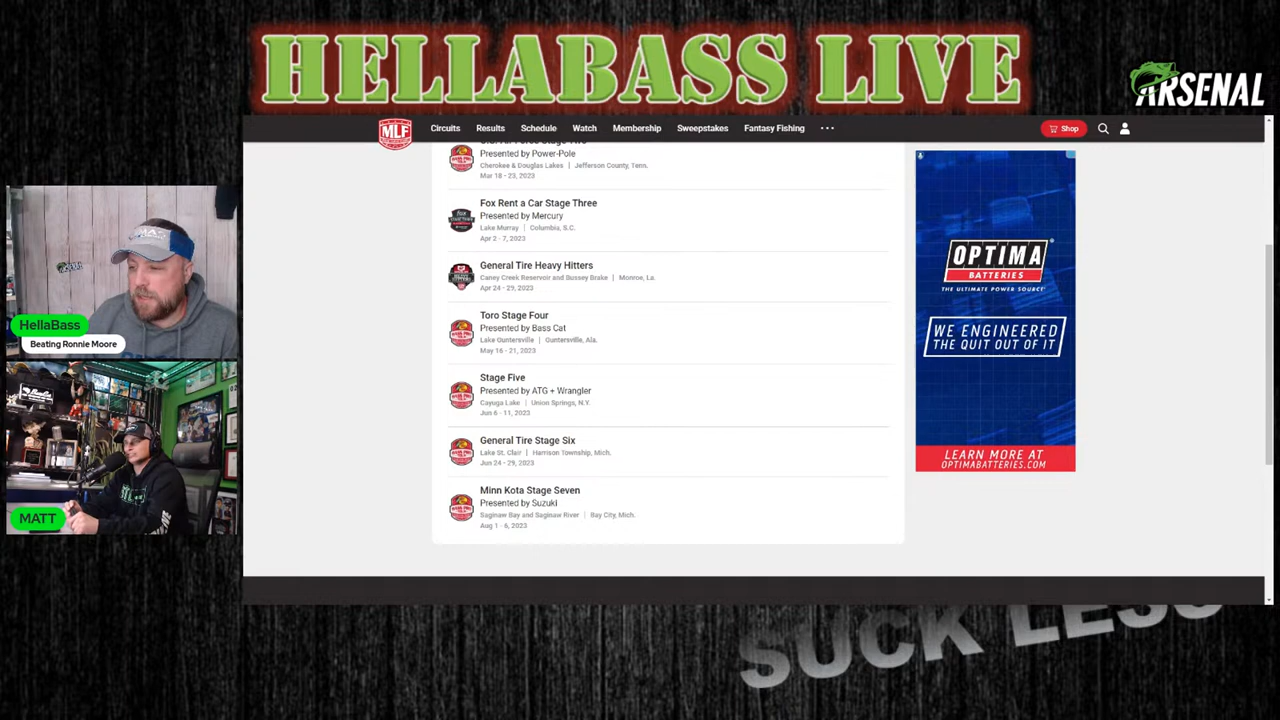 HELLABASS LIVE
ARSENAL
MLF
Circuits
Results
Schedule
Watch
Membership
Sweepstakes
Fantasy Fishing
Shop
Presented by Power-Pole
Cherokee & Douglas Lakes | Jefferson County, Tenn.
Mar 18 - 23, 2023
Fox Rent a Car Stage Three
Presented by Mercury
Lake Murray | Columbia, S.C.
Apr 2 - 7, 2023
General Tire Heavy Hitters
Caney Creek Reservoir and Bussey Brake | Monroe, La.
Apr 24 - 29, 2023
Toro Stage Four
Presented by Bass Cat
Lake Guntersville | Guntersville, Ala.
May 16 - 21, 2023
Stage Five
Presented by ATG + Wrangler
Cayuga Lake | Union Springs, N.Y.
Jun 6 - 11, 2023
General Tire Stage Six
Lake St. Clair | Harrison Township, Mich.
Jun 24 - 29, 2023
Minn Kota Stage Seven
Presented by Suzuki
Saginaw Bay and Saginaw River | Bay City, Mich.
Aug 1 - 6, 2023
OPTIMA
BATTERIES
THE ULTIMATE POWER SOURCE
WE ENGINEERED
THE QUIT OUT OF IT
LEARN MORE AT
OPTIMABATTERIES.COM
HellaBass
Beating Ronnie Moore
MATT
SUCK LESS